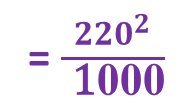 = 220² / 1000